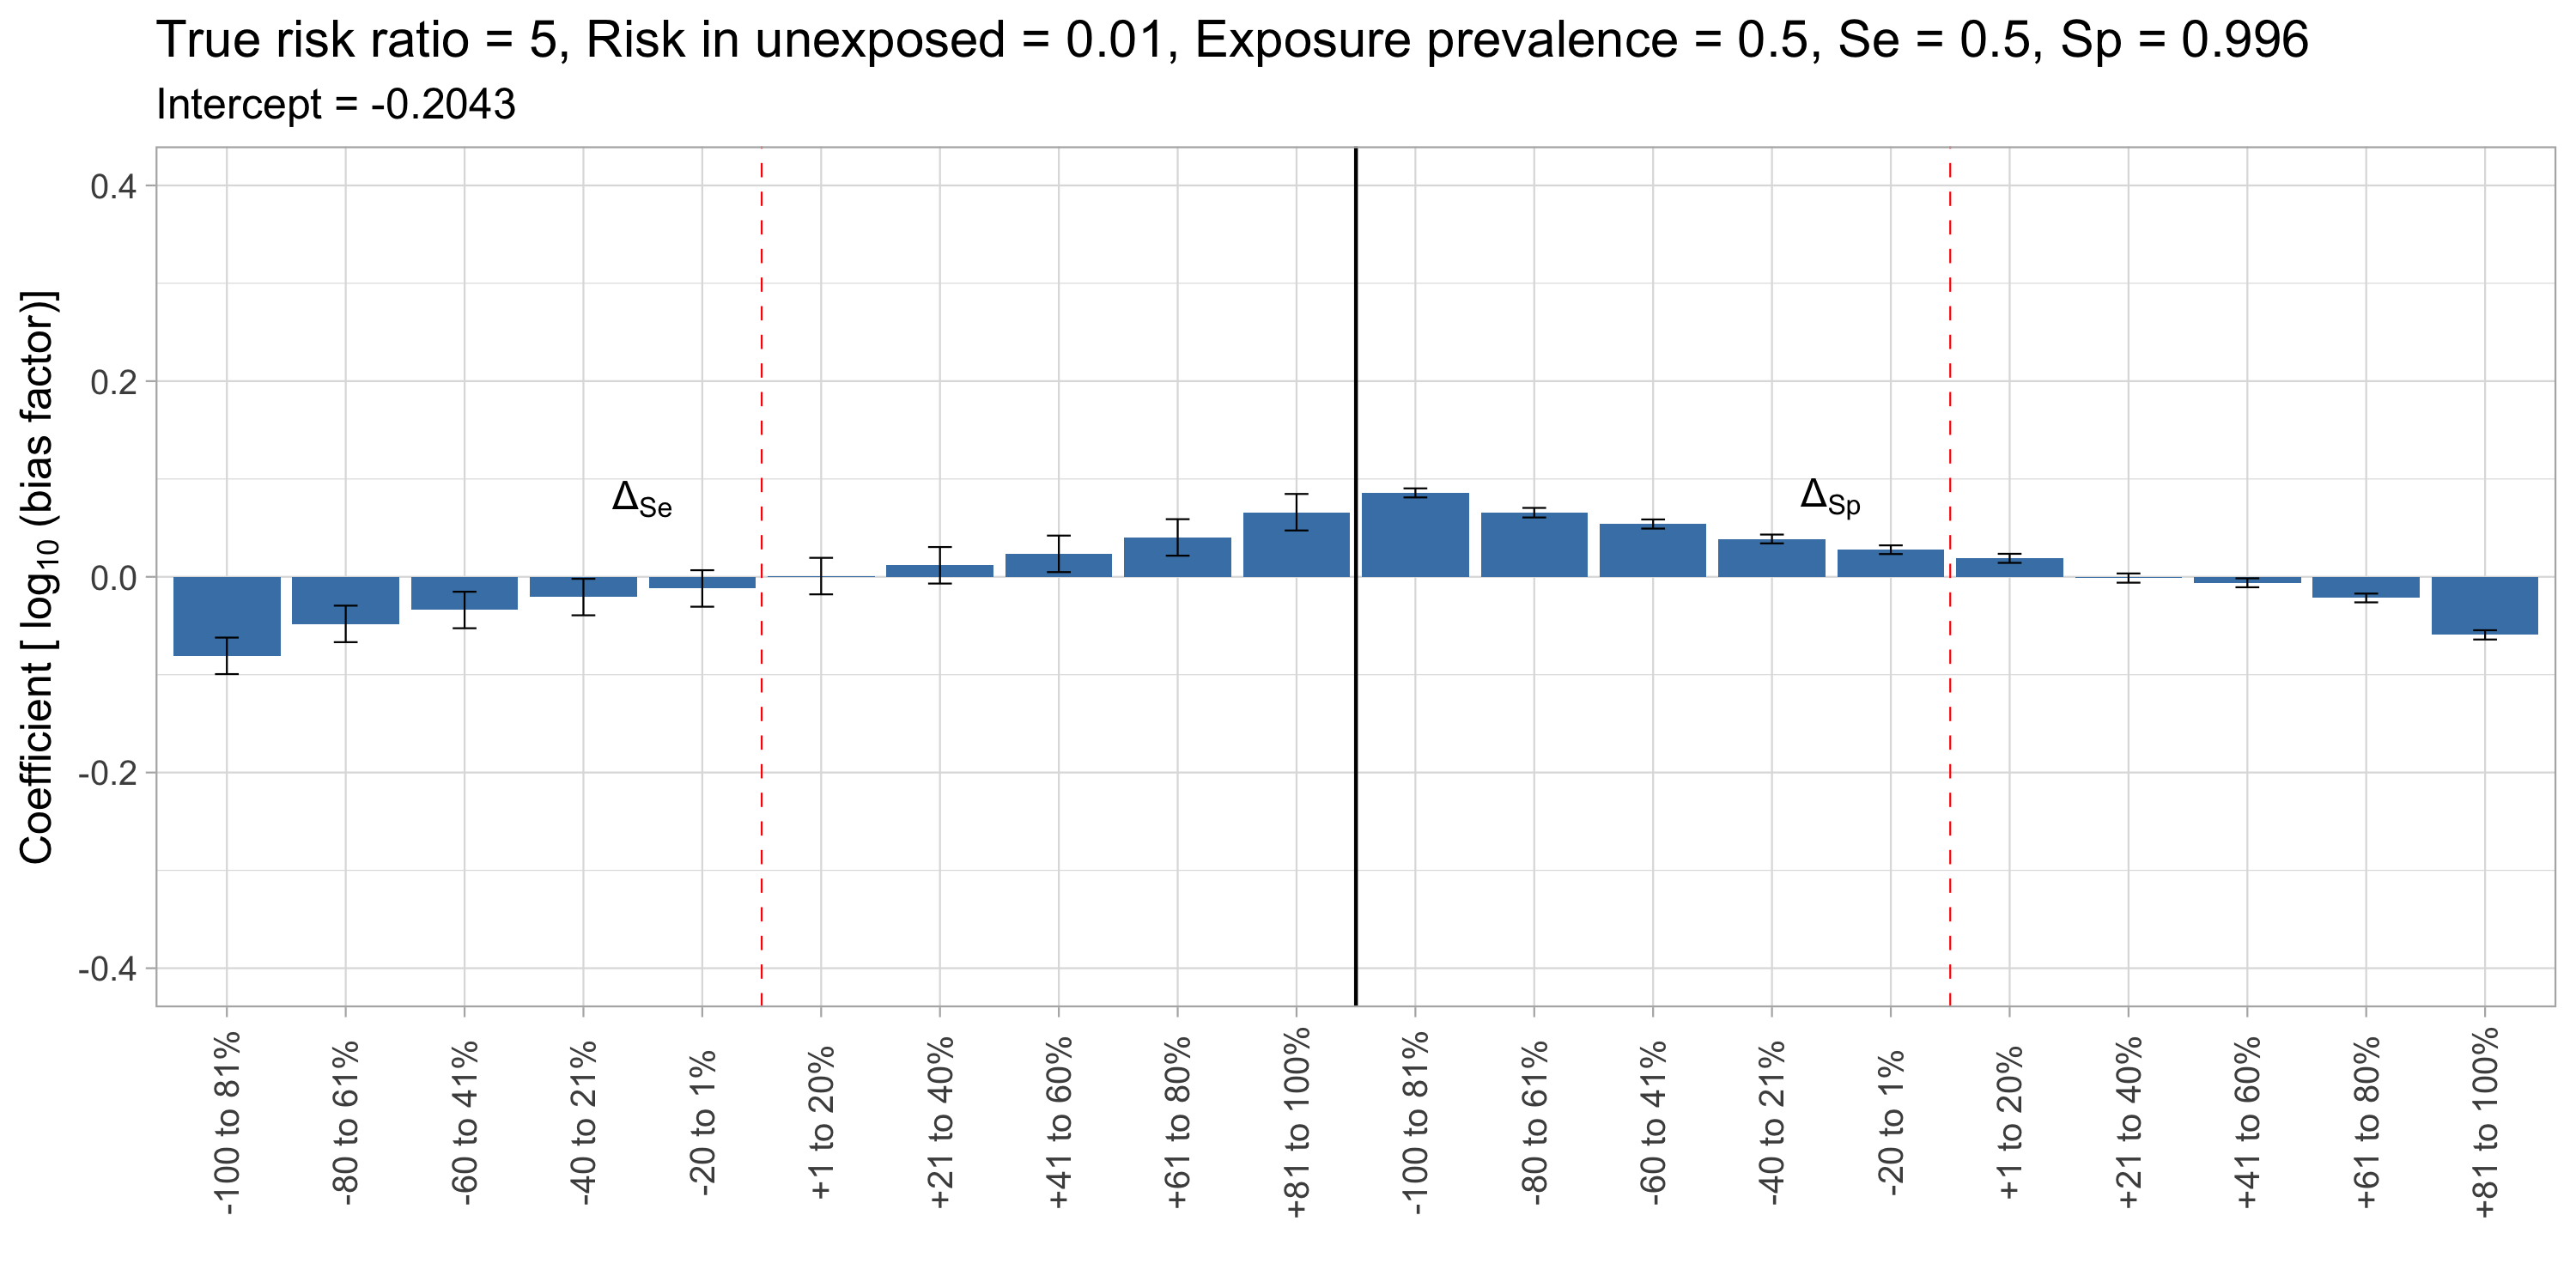 True risk ratio = 5, Risk in unexposed = 0.01, Exposure prevalence = 0.5, Se = 0.5, Sp = 0.996
Intercept = -0.2043
Coefficient [ log10 (bias factor)]
0.4
0.2
0.0
-0.2
-0.4
ΔSe
ΔSp
-100 to 81%
-80 to 61%
-60 to 41%
-40 to 21%
-20 to 1%
+1 to 20%
+21 to 40%
+41 to 60%
+61 to 80%
+81 to 100%
-100 to 81%
-80 to 61%
-60 to 41%
-40 to 21%
-20 to 1%
+1 to 20%
+21 to 40%
+41 to 60%
+61 to 80%
+81 to 100%